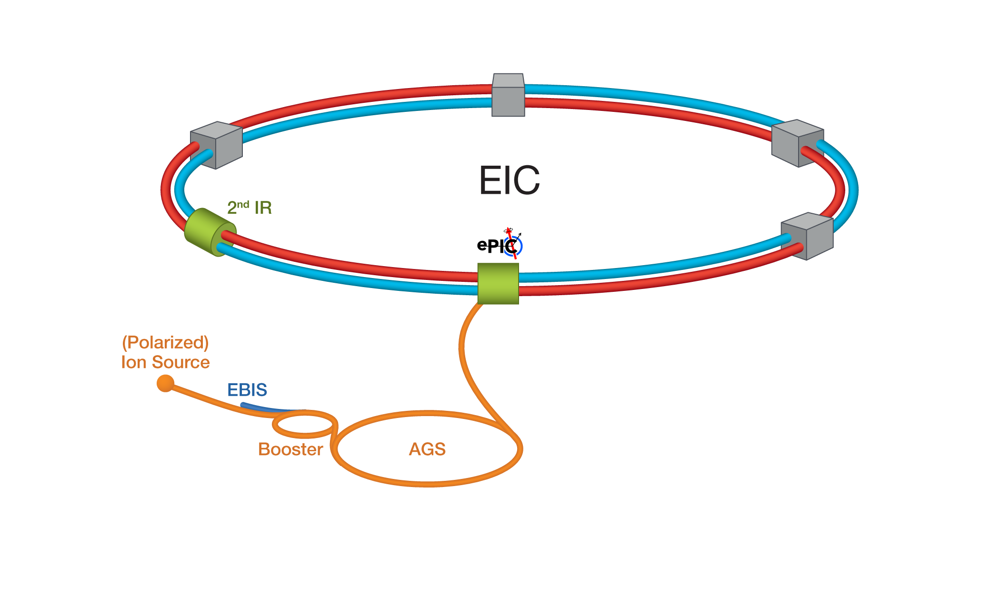 EIC
2nd IR
ePIC
(Polarized)
Ion Source
EBIS
Booster
AGS